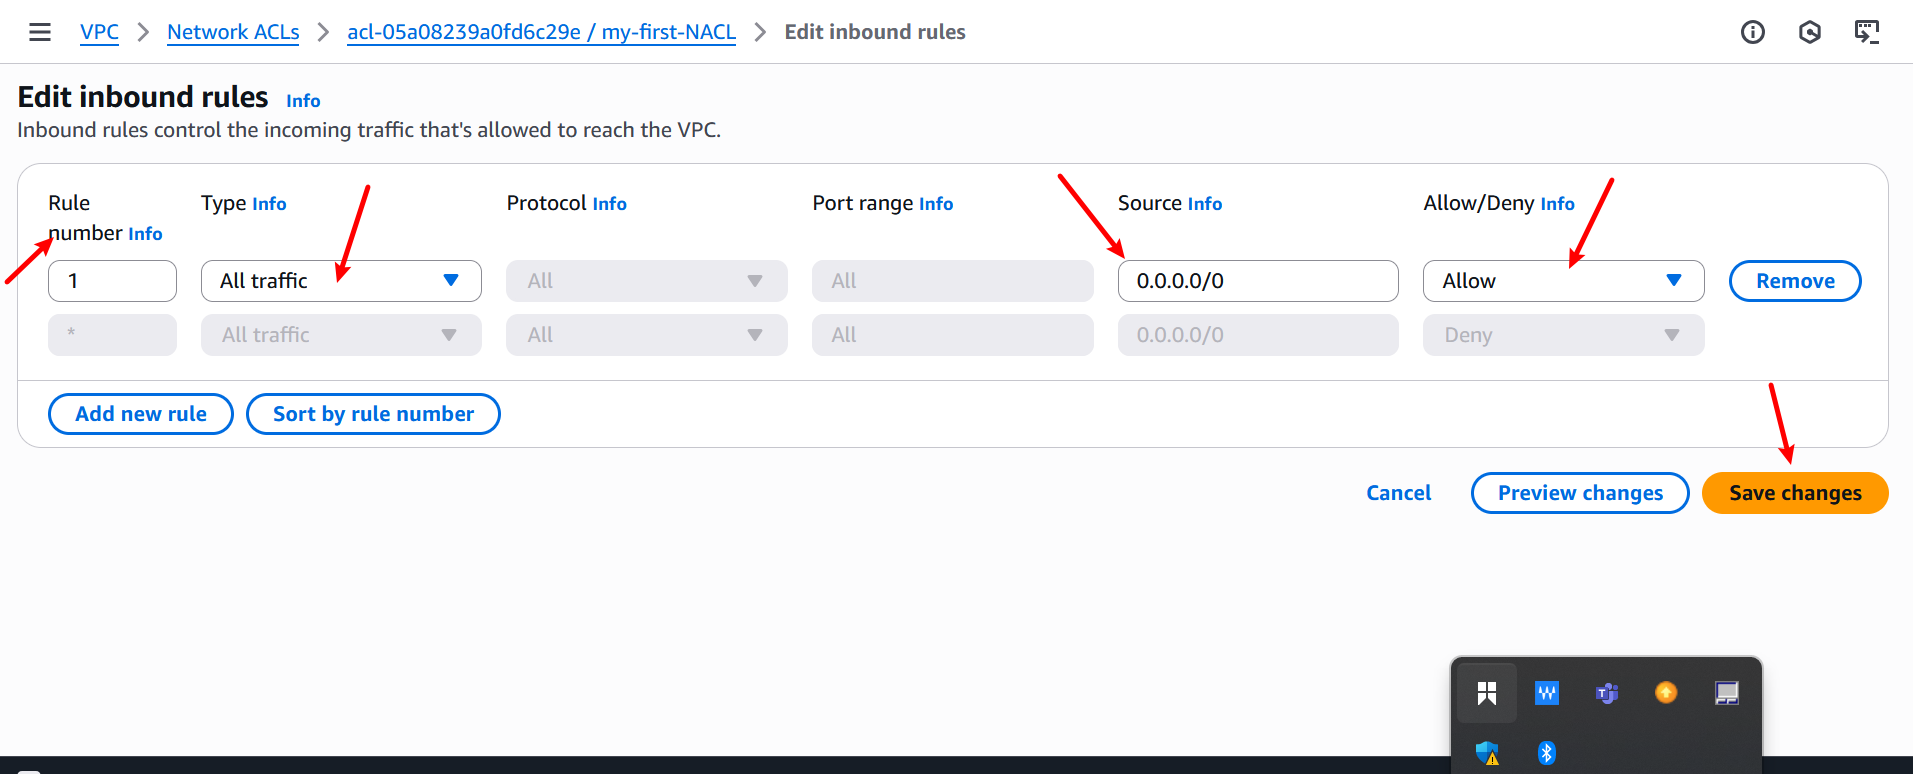 VPC > Network ACLs > acl-05a08239a0fd6c29e / my-first-NACL > Edit inbound rules
Edit inbound rules Info
Inbound rules control the incoming traffic that's allowed to reach the VPC.
Rule number Info Type Info Protocol Info Port range Info Source Info Allow/Deny Info
1 All traffic All All 0.0.0.0/0 Allow Remove
* All traffic All All 0.0.0.0/0 Deny
Add new rule Sort by rule number
Cancel Preview changes Save changes